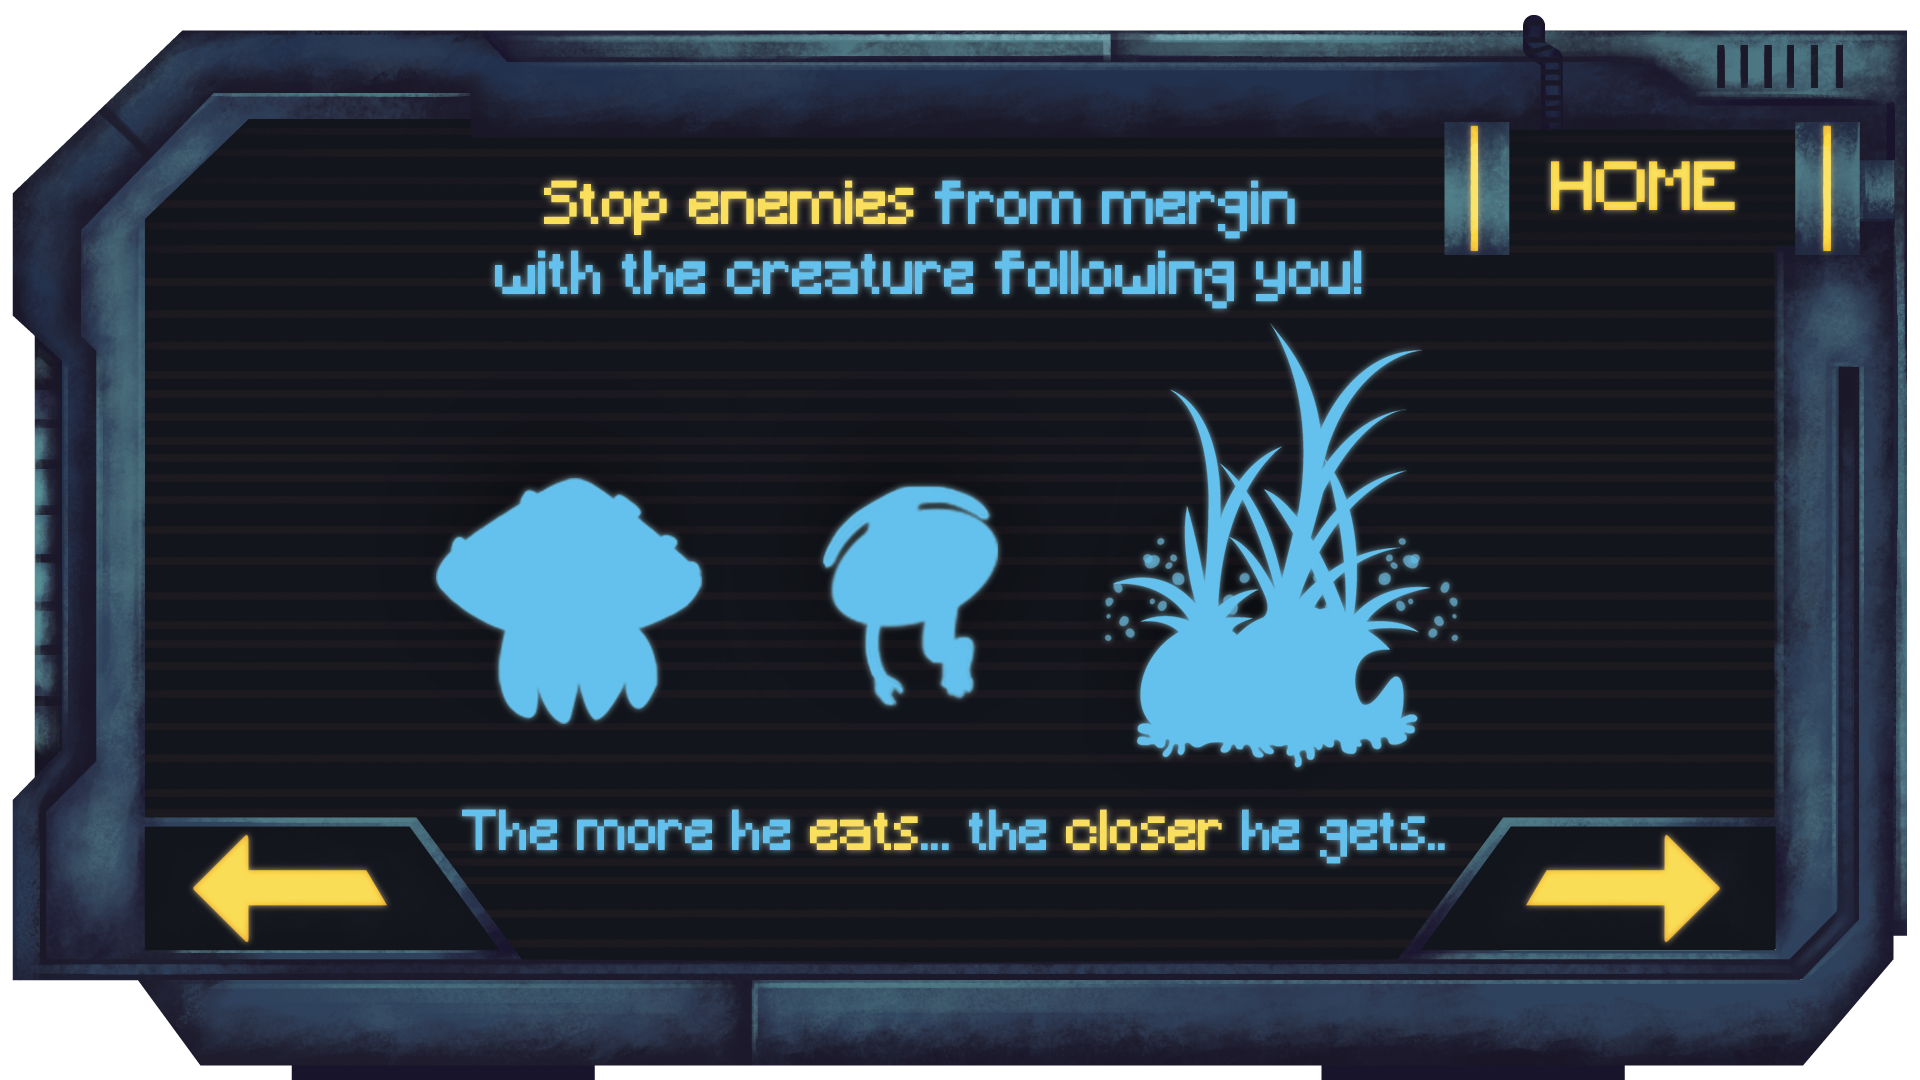 HOME
Stop enemies from mergin
with the creature following you!
The more he eats... the closer he gets..